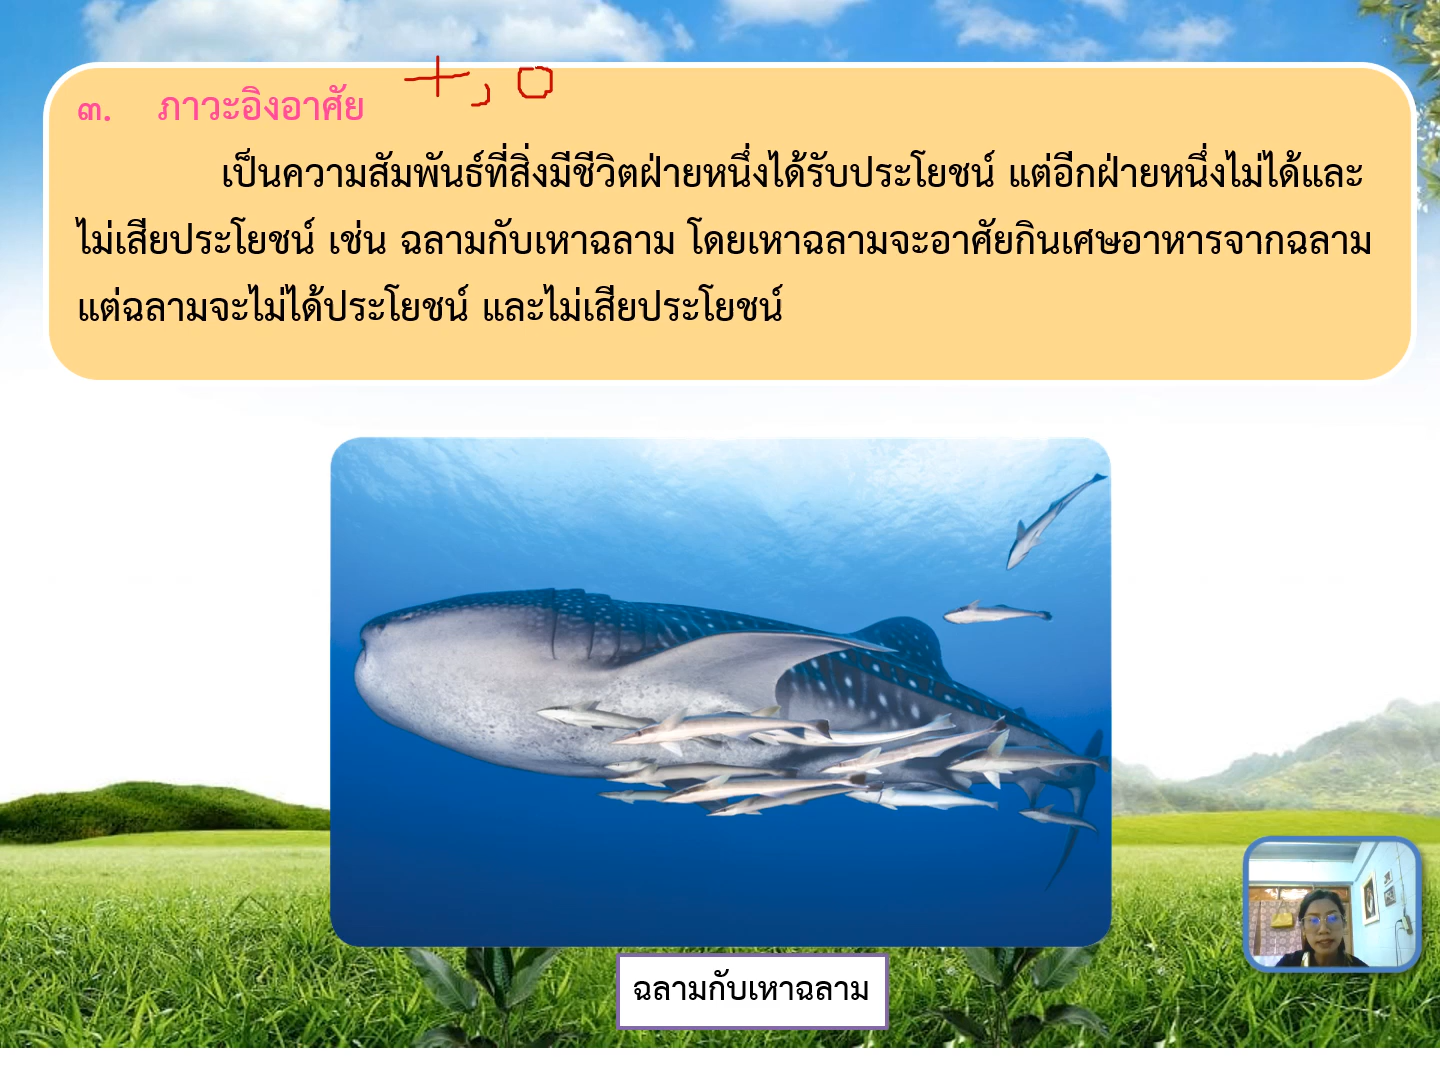 ๓. ภาวะอิงอาศัย +, 0
เป็นความสัมพันธ์ที่สิ่งมีชีวิตฝ่ายหนึ่งได้รับประโยชน์ แต่อีกฝ่ายหนึ่งไม่ได้และ
ไม่เสียประโยชน์ เช่น ฉลามกับเหาฉลาม โดยเหาฉลามจะอาศัยกินเศษอาหารจากฉลาม
แต่ฉลามจะไม่ได้ประโยชน์ และไม่เสียประโยชน์
ฉลามกับเหาฉลาม